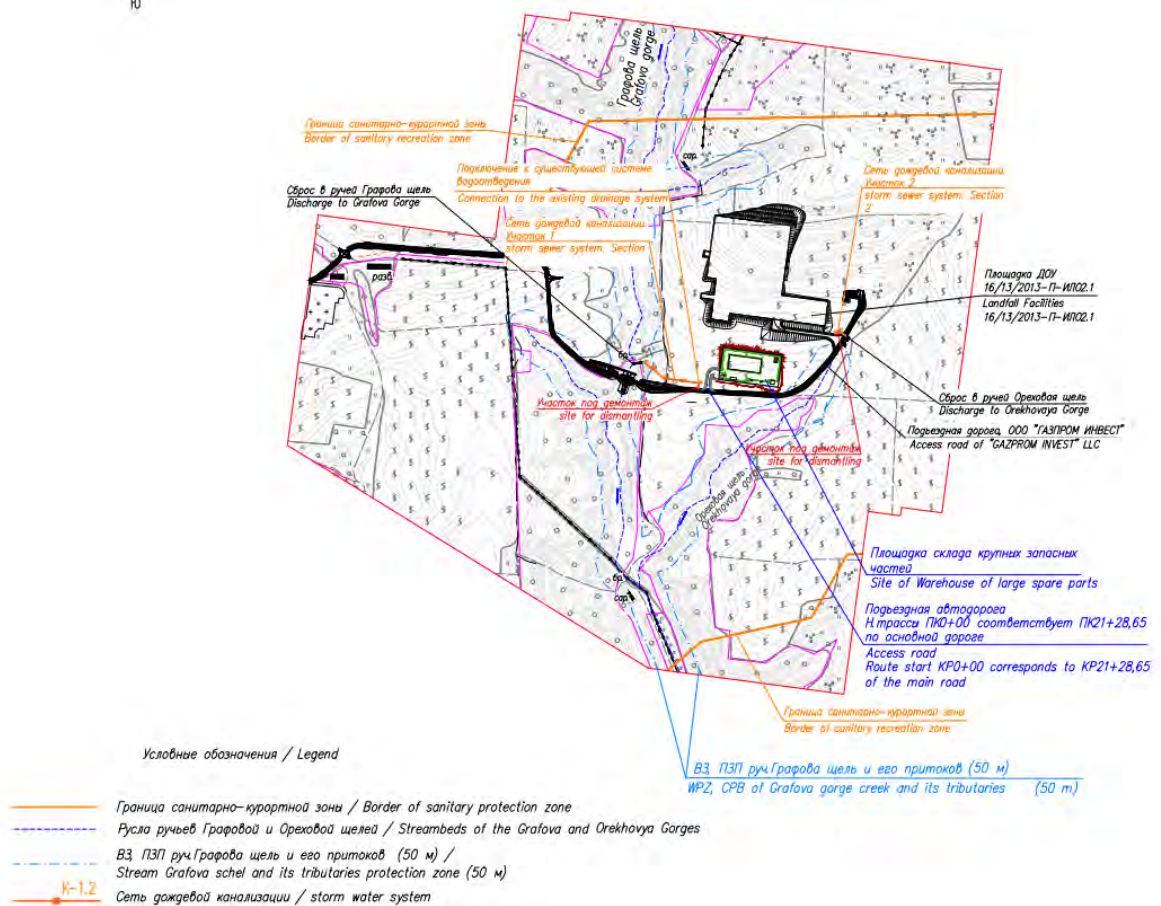 Ю
Графова щель
Grafova gorge
Граница санитарно-курортной зоны
Border of sanitary recreation zone
сар.
Подключение к существующей системе
водоотведения
Connection to the existing drainage system
Сеть дождевой канализации
Участок 2
storm sewer system. Section
2
Сброс в ручей Графова щель
Discharge to Grafova Gorge
Сеть дождевой канализации
Участок 1
storm sewer system. Section 1
разв.
Площадка ДОУ
16/13/2013-П-ИЛО2.1
Landfall Facilities
16/13/2013-П-ИЛО2.1
бр.
Участок под демонтаж
site for dismantling
Сброс в ручей Ореховая щель
Discharge to Orekhovaya Gorge
Подъездная дорога, ООО "ГАЗПРОМ ИНВЕСТ"
Access road of "GAZPROM INVEST" LLC
Участок под демонтаж
site for dismantling
Ореховая щель
Orekhovaya gorge
Площадка склада крупных запасных
частей
Site of Warehouse of large spare parts
бр.
сар.
Подъездная автодорога
Н.трассы ПК0+00 соответствует ПК21+28,65
по основной дороге
Access road
Route start KP0+00 corresponds to KP21+28,65
of the main road
Граница санитарно-курортной зоны
Border of sanitary recreation zone
Условные обозначения / Legend
ВЗ, ПЗП руч.Графова щель и его притоков (50 м)
WPZ, CPB of Grafova gorge creek and its tributaries (50 m)
Граница санитарно-курортной зоны / Border of sanitary protection zone
Русла ручьев Графовой и Ореховой щелей / Streambeds of the Grafova and Orekhovya Gorges
ВЗ, ПЗП руч.Графова щель и его притоков (50 м) /
Stream Grafova schel and its tributaries protection zone (50 m)
К-1.2
Сеть дождевой канализации / storm water system